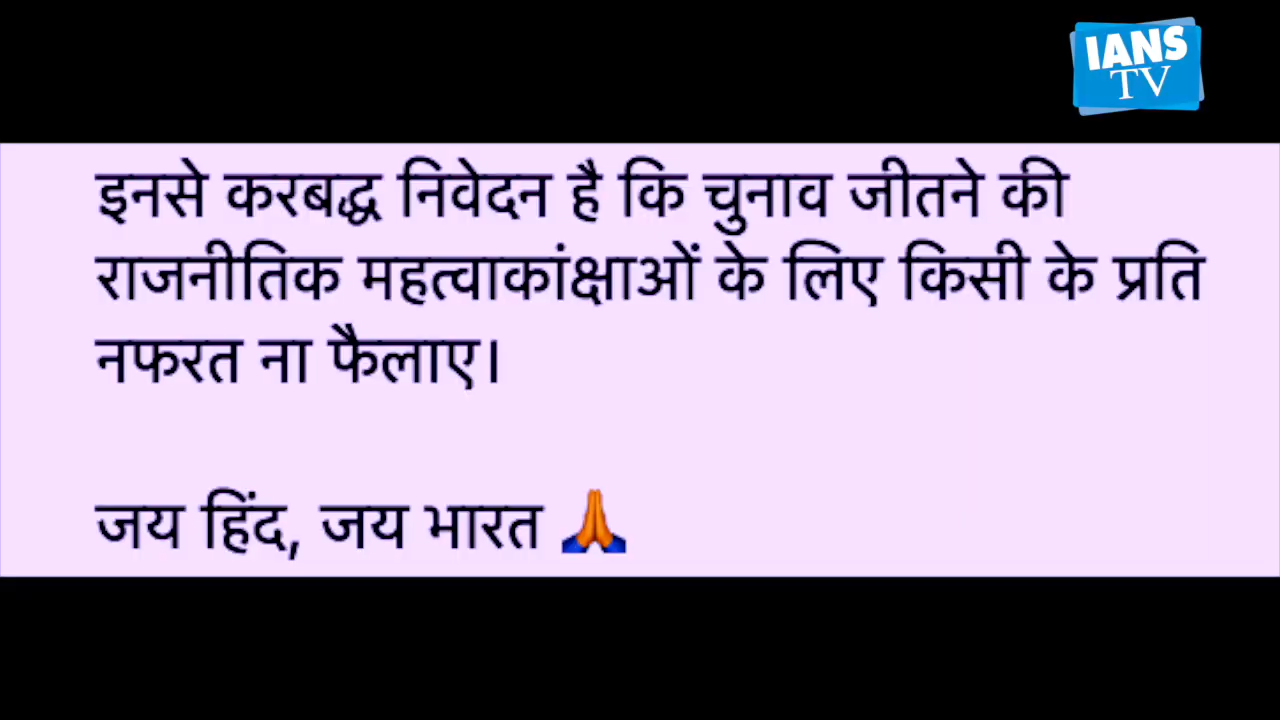 IANS
TV
इनसे करबद्ध निवेदन है कि चुनाव जीतने की
राजनीतिक महत्वाकांक्षाओं के लिए किसी के प्रति
नफरत ना फैलाए।
जय हिंद, जय भारत 🙏